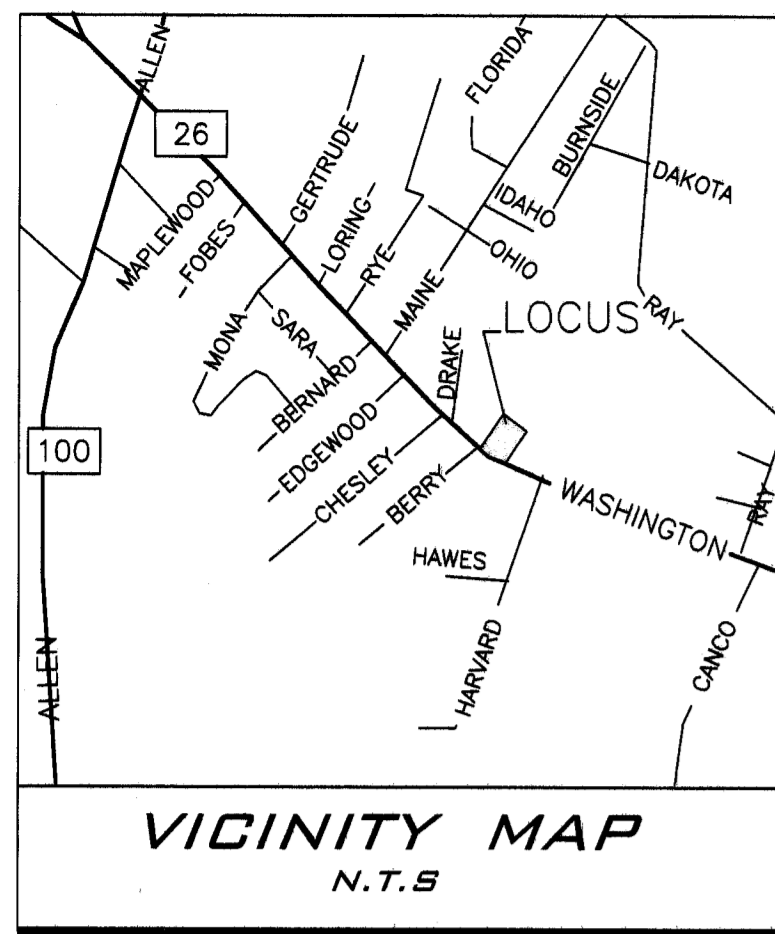 ALLEN
26
FLORIDA
GERTRUDE
BURNSIDE
DAKOTA
MAPLEWOOD
FOBES
LORING
RYE
IDAHO
OHIO
MAINE
MONA
SARA
LOCUS
RAY
DRAKE
BERNARD
EDGEWOOD
100
CHESLEY
BERRY
WASHINGTON
RAY
HAWES
HARVARD
CANCO
ALLEN
VICINITY MAP
N.T.S